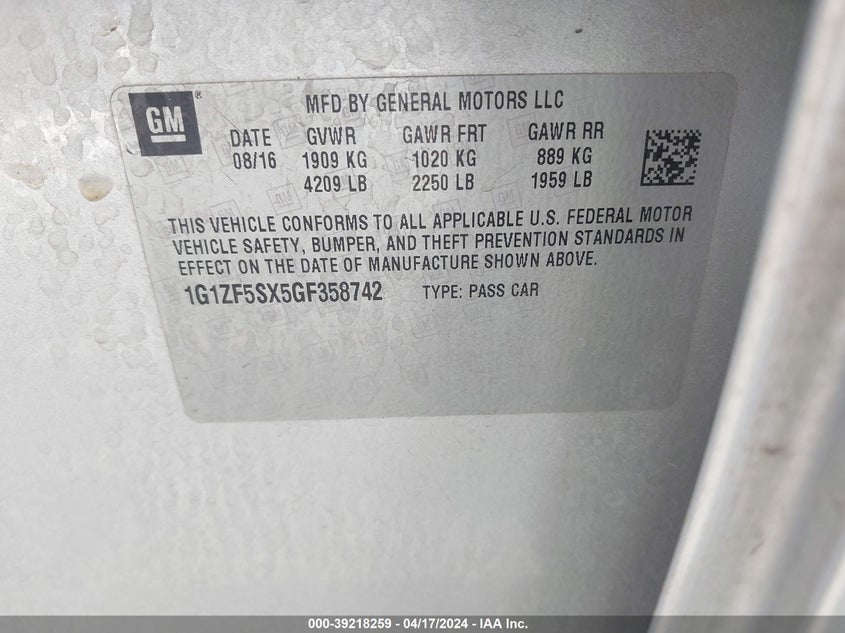 GM®
MFD BY GENERAL MOTORS LLC
DATE GVWR GAWR FRT GAWR RR
08/16 1909 KG 1020 KG 889 KG
4209 LB 2250 LB 1959 LB
THIS VEHICLE CONFORMS TO ALL APPLICABLE U.S. FEDERAL MOTOR
VEHICLE SAFETY, BUMPER, AND THEFT PREVENTION STANDARDS IN
EFFECT ON THE DATE OF MANUFACTURE SHOWN ABOVE.
1G1ZF5SX5GF358742 TYPE: PASS CAR
000-39218259 - 04/17/2024 - IAA Inc.